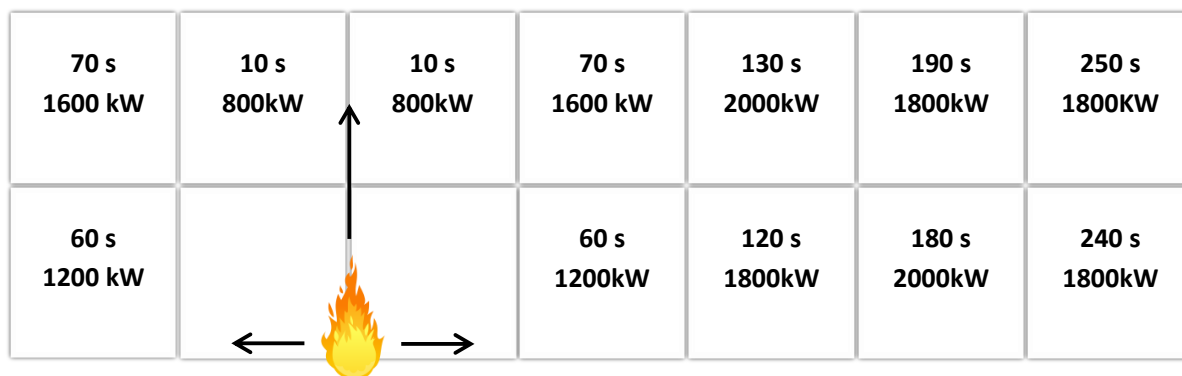 70 s
1600 kW
10 s
800kW
10 s
800kW
70 s
1600 kW
130 s
2000kW
190 s
1800kW
250 s
1800KW
60 s
1200 kW
60 s
1200kW
120 s
1800kW
180 s
2000kW
240 s
1800kW